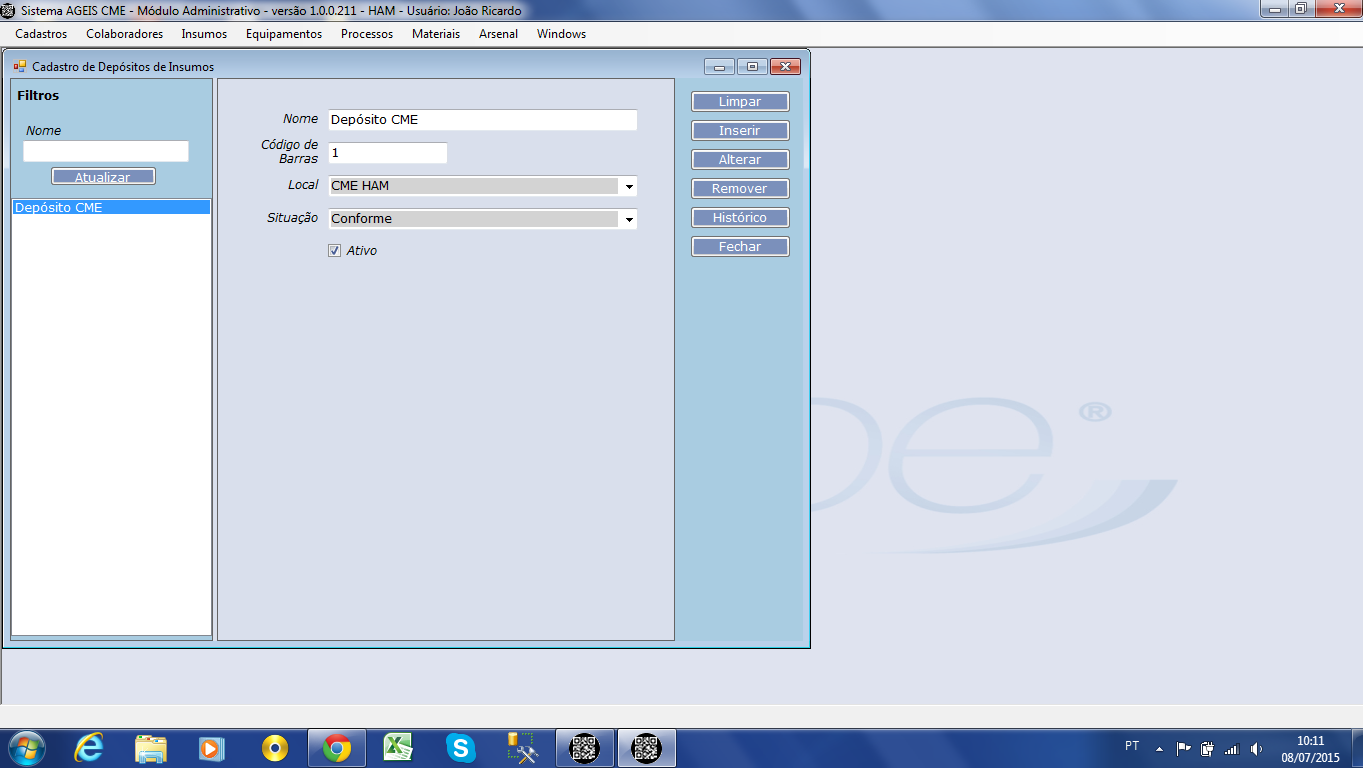 Sistema AGEIS CME - Módulo Administrativo - versão 1.0.0.211 - HAM - Usuário: João Ricardo
Cadastros Colaboradores Insumos Equipamentos Processos Materiais Arsenal Windows
Cadastro de Depósitos de Insumos
Filtros
Nome
Atualizar
Depósito CME
Nome Depósito CME
Código de Barras 1
Local CME HAM
Situação Conforme
Ativo
Limpar
Inserir
Alterar
Remover
Histórico
Fechar
pe ®
PT 10:11
08/07/2015